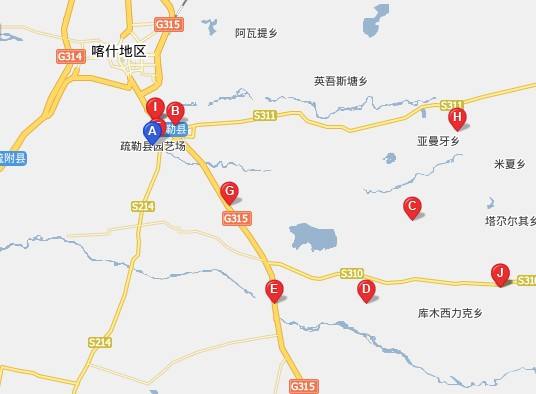 G315
阿瓦提乡
喀什地区
G314
英吾斯塘乡
I
B
S311
S311
H
A
勒县
亚曼牙乡
疏勒县园艺场
附县
米夏乡
G
S214
C
G315
塔尕尔其乡
S310
J
S310
E
D
库木西力克乡
S214
G315